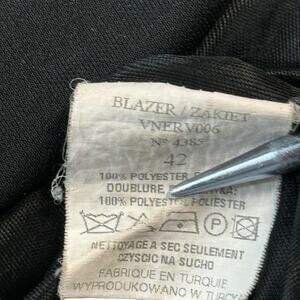 BLAZER / ZAKIET
VNERV006
Nº 4385
42
100% POLYESTER,
DOUBLURE,
100% POLYESTER, POLIESTER
NETTOYAGE A SEC SEULEMENT
CZYSCIC NA SUCHO
FABRIQUE EN TURQUIE
WYPRODUKOWANO W TURCJI